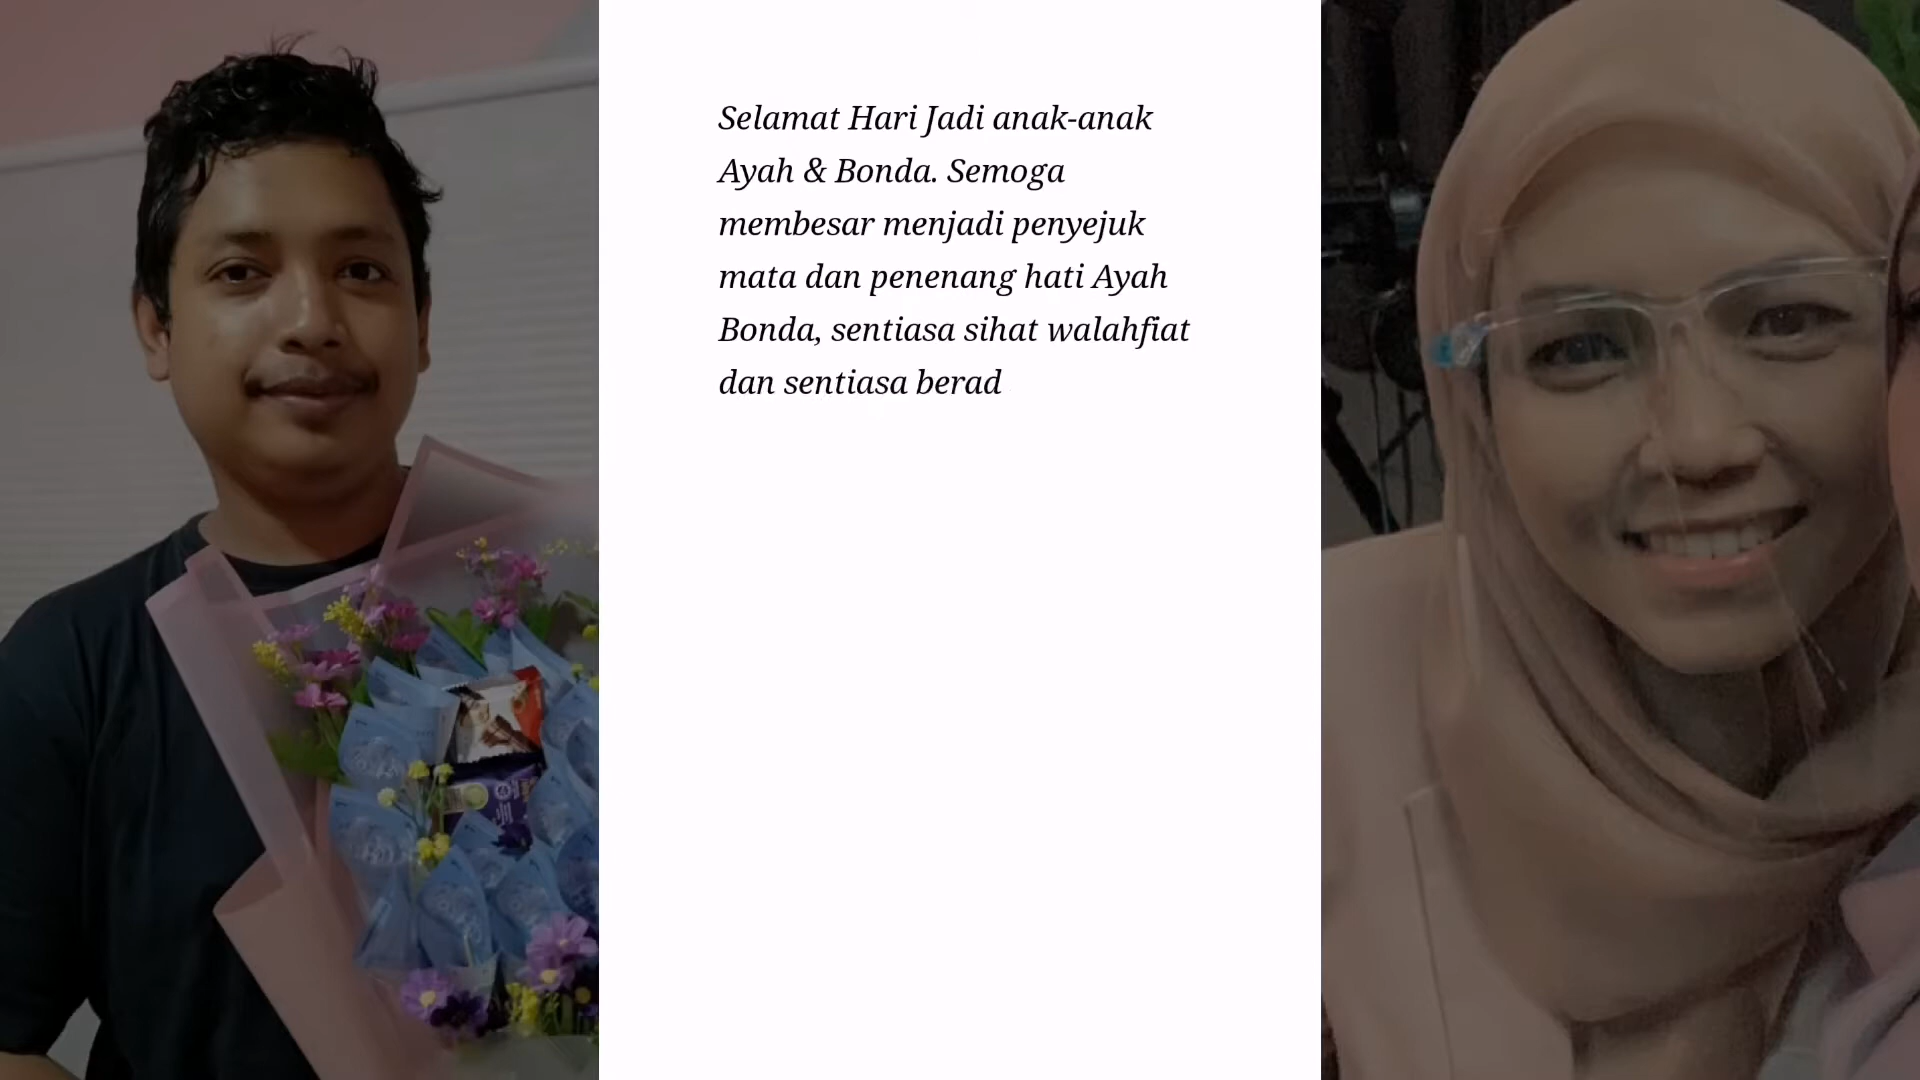 Selamat Hari Jadi anak-anak
Ayah & Bonda. Semoga
membesar menjadi penyejuk
mata dan penenang hati Ayah
Bonda, sentiasa sihat walahfiat
dan sentiasa berad